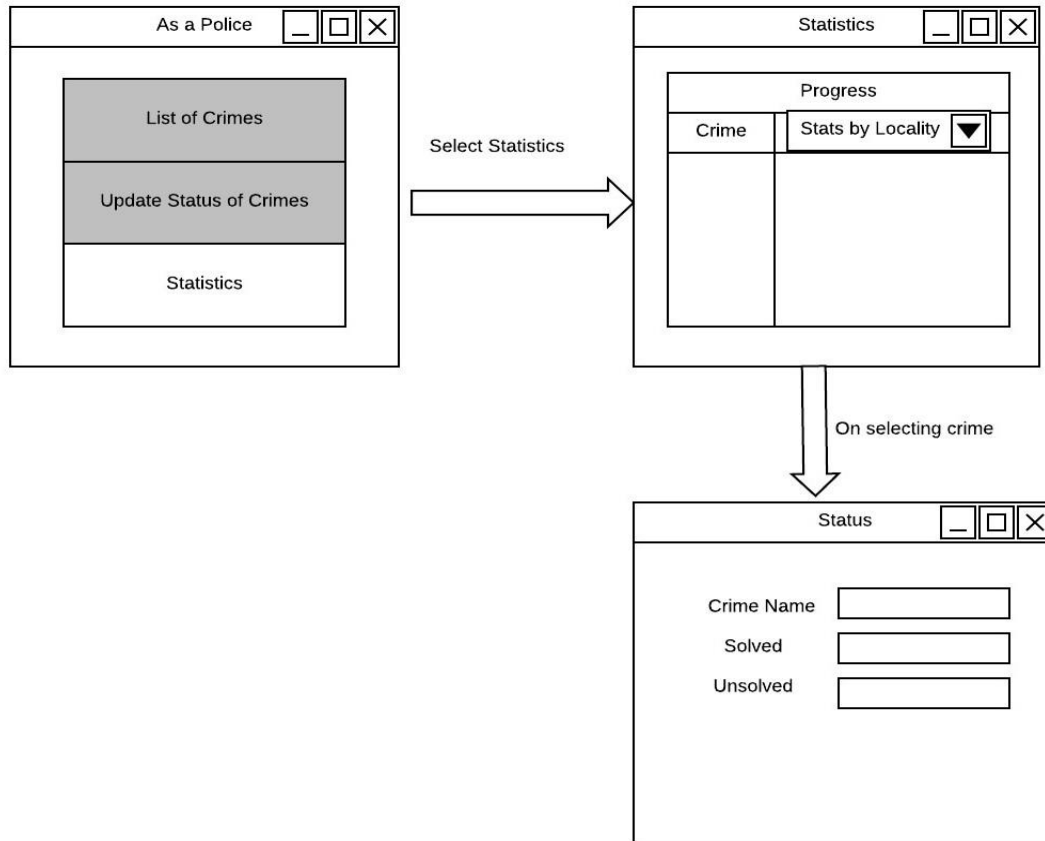 As a Police
List of Crimes
Update Status of Crimes
Statistics
Select Statistics
Statistics
Progress
Crime
Stats by Locality
On selecting crime
Status
Crime Name
Solved
Unsolved